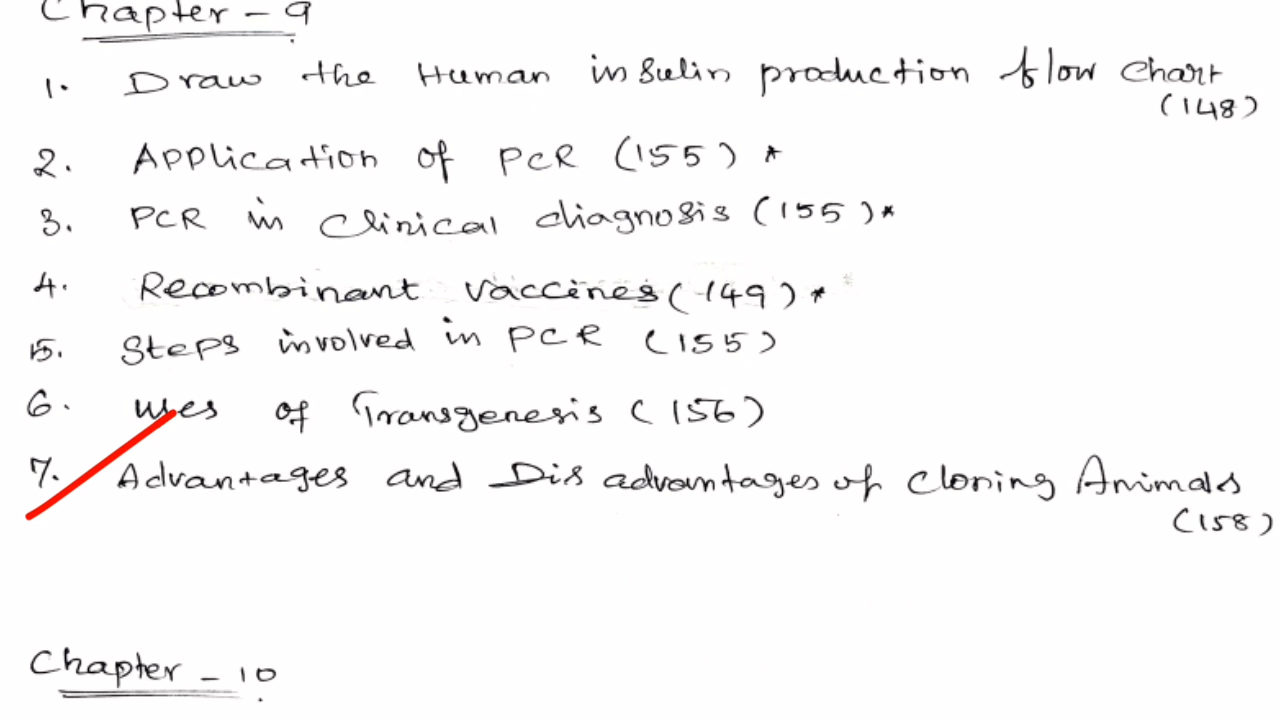 Chapter - 9
1. Draw the Human insulin production flow chart
(148)
2. Application of PCR (155) *
3. PCR in Clinical diagnosis (155) *
4. Recombinant vaccines (149) *
5. Steps involved in PCR (155)
6. Uses of Transgenesis (156)
7. Advantages and Dis advantages of Cloning Animals
(158)
Chapter - 10